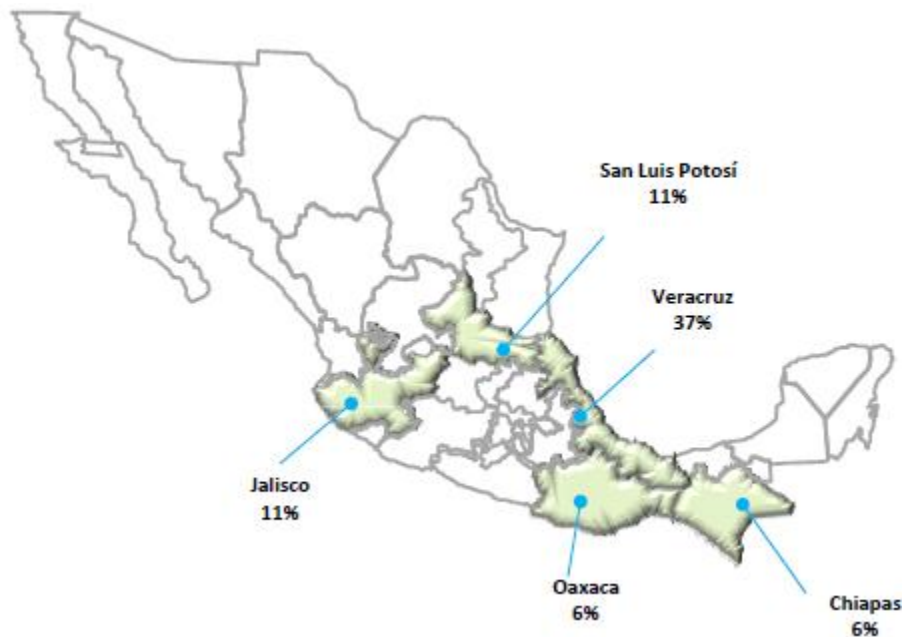 San Luis Potosí
11%
Veracruz
37%
Jalisco
11%
Oaxaca
6%
Chiapas
6%